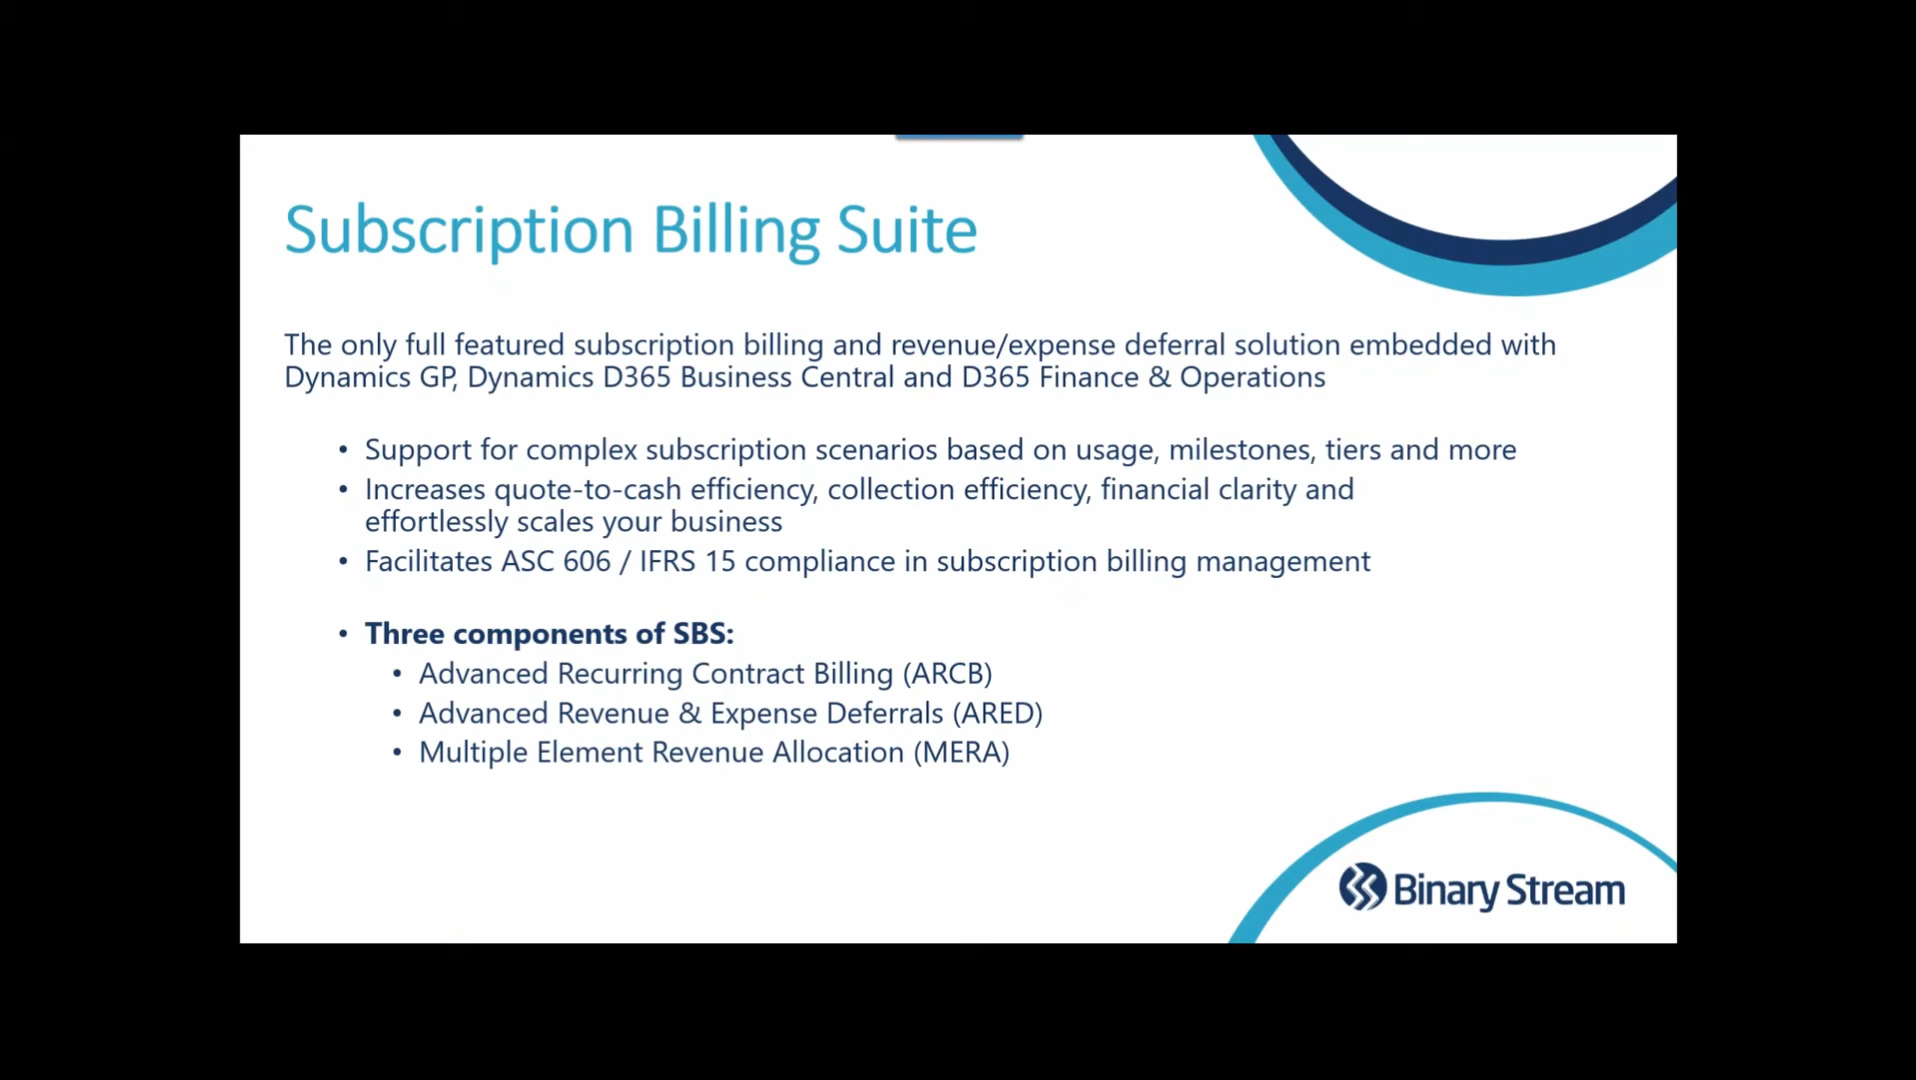 Subscription Billing Suite
The only full featured subscription billing and revenue/expense deferral solution embedded with
Dynamics GP, Dynamics D365 Business Central and D365 Finance & Operations
• Support for complex subscription scenarios based on usage, milestones, tiers and more
• Increases quote-to-cash efficiency, collection efficiency, financial clarity and
effortlessly scales your business
• Facilitates ASC 606 / IFRS 15 compliance in subscription billing management
• Three components of SBS:
• Advanced Recurring Contract Billing (ARCB)
• Advanced Revenue & Expense Deferrals (ARED)
• Multiple Element Revenue Allocation (MERA)
Binary Stream